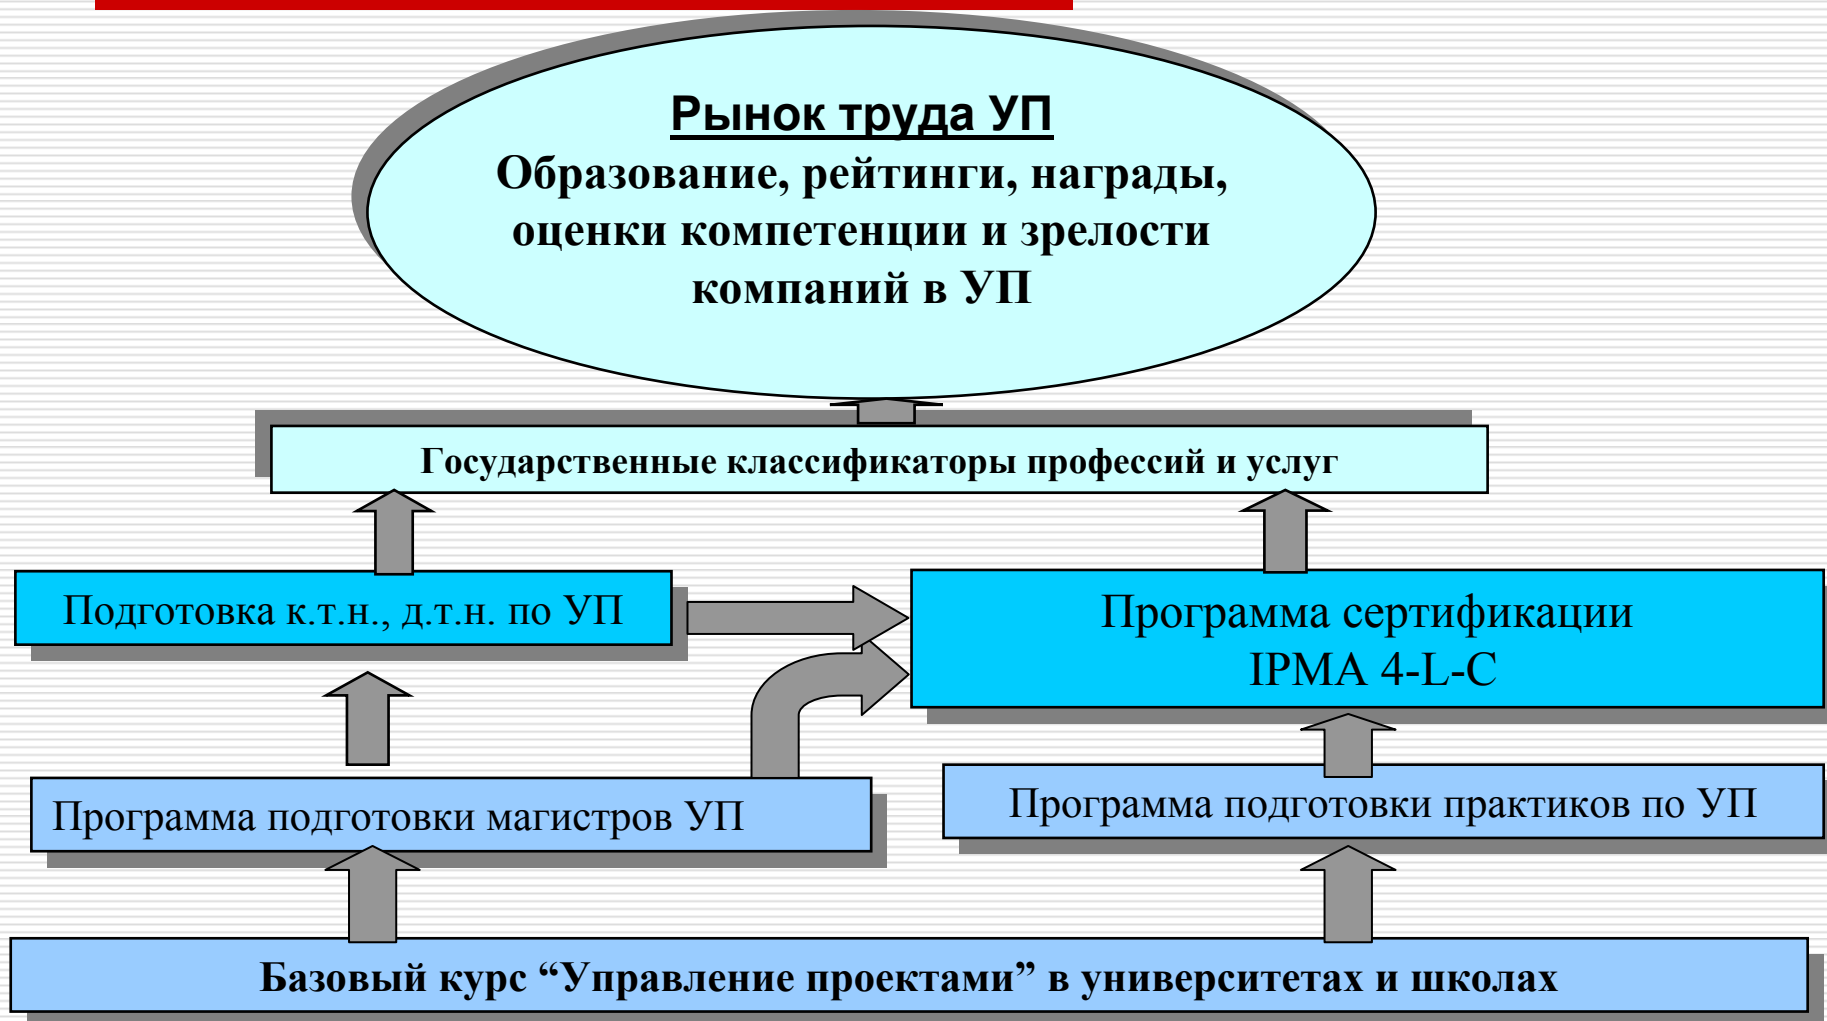 Рынок труда УП
Образование, рейтинги, награды,
оценки компетенции и зрелости
компаний в УП
Государственные классификаторы профессий и услуг
Подготовка к.т.н., д.т.н. по УП
Программа сертификации
IPMA 4-L-C
Программа подготовки магистров УП
Программа подготовки практиков по УП
Базовый курс “Управление проектами” в университетах и школах